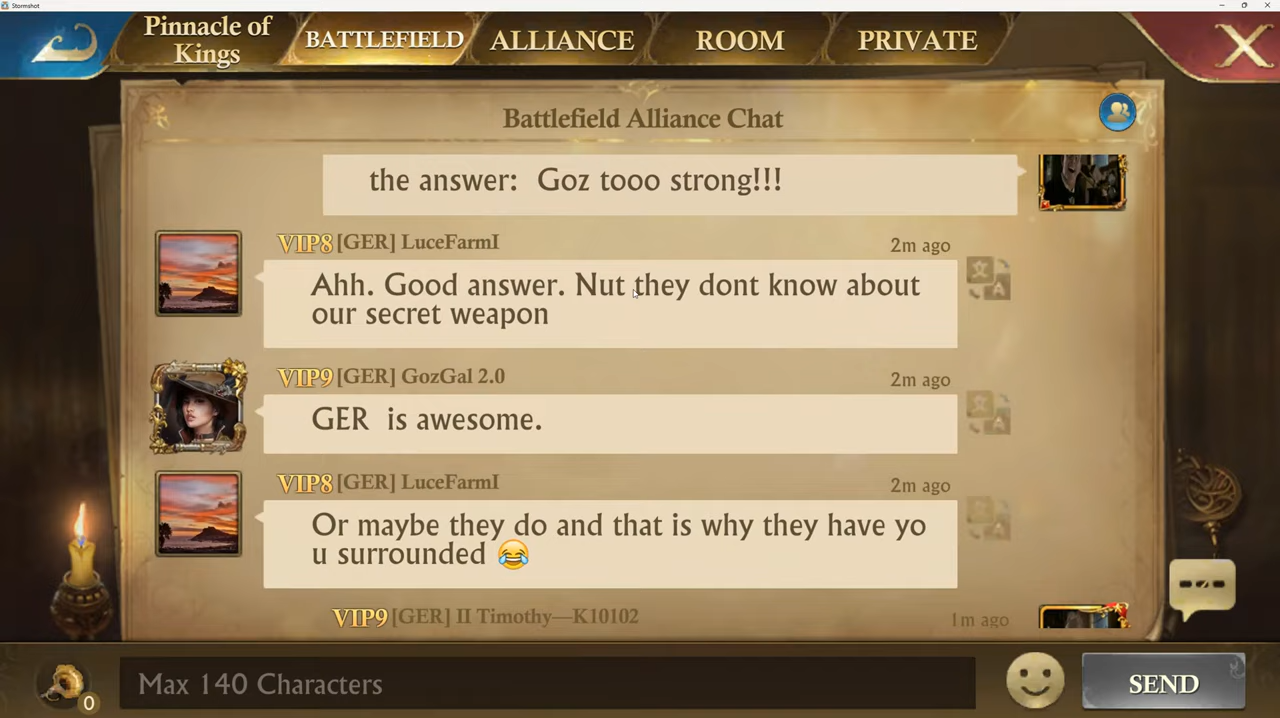 Stormshot
Pinnacle of
Kings
BATTLEFIELD
ALLIANCE
ROOM
PRIVATE
Battlefield Alliance Chat
the answer:  Goz tooo strong!!!
VIP8 [GER] LuceFarmI
2m ago
Ahh. Good answer. Nut they dont know about
our secret weapon
VIP9 [GER] GozGal 2.0
2m ago
GER  is awesome.
VIP8 [GER] LuceFarmI
2m ago
Or maybe they do and that is why they have yo
u surrounded 😂
VIP9 [GER] II Timothy—K10102
1m ago
0
Max 140 Characters
SEND